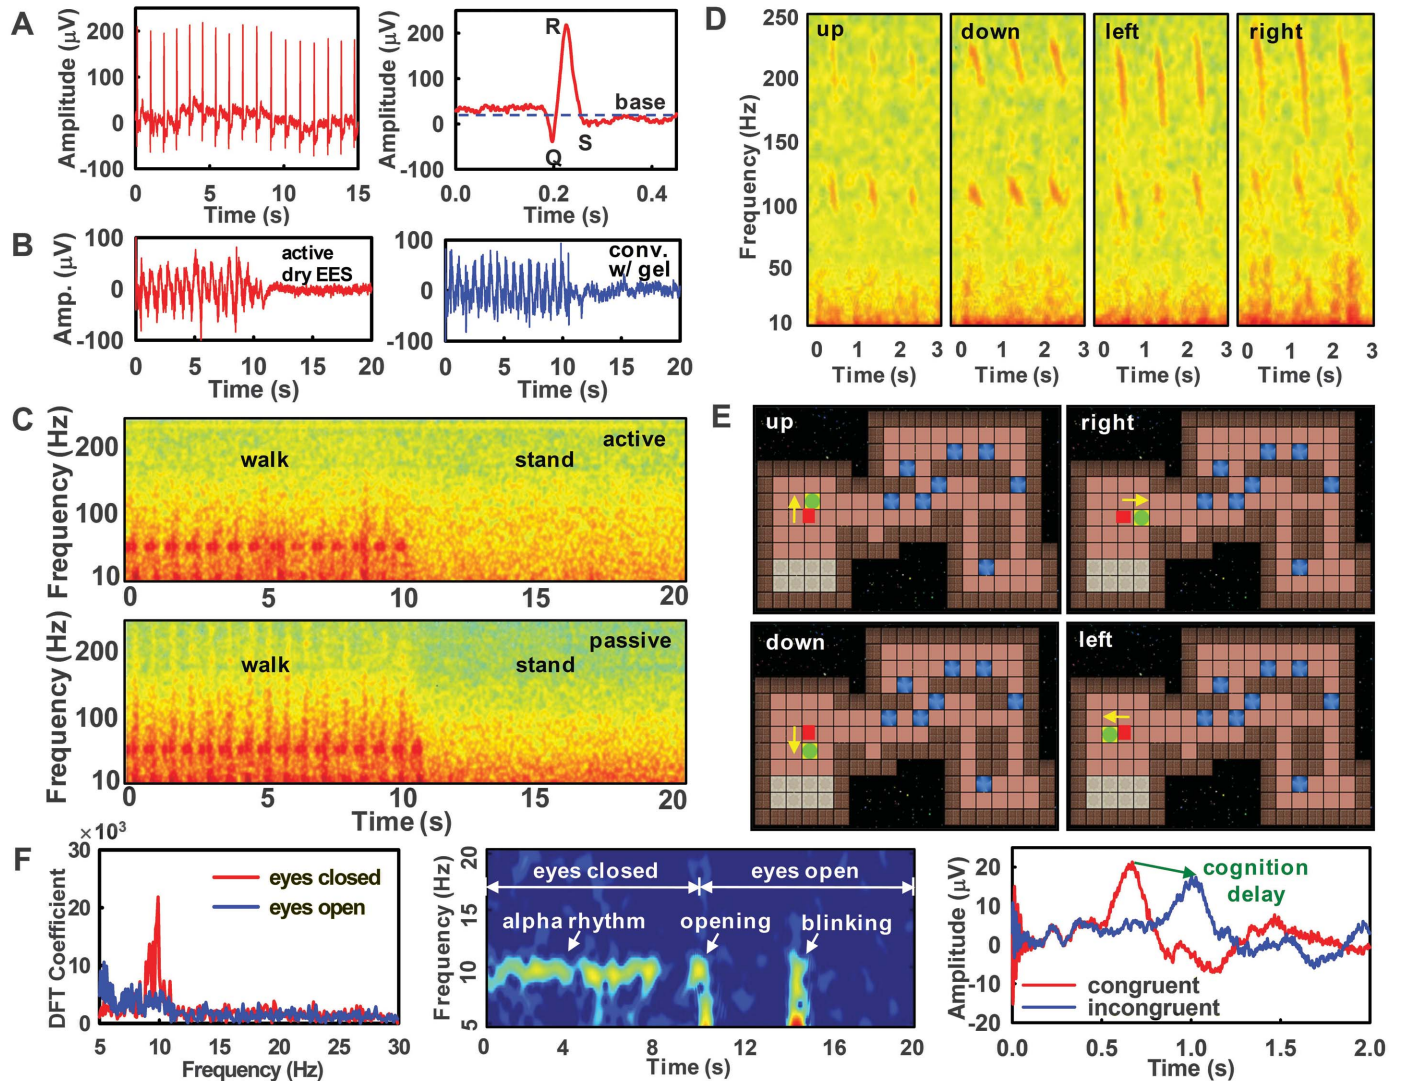 A
Amplitude (μV)
200
100
0
-100
0 5 10 15
Time (s)
Amplitude (μV)
200
100
0
-100
R
base
S
Q
0.0 0.2 0.4
Time (s)
B
Amp. (μV)
100
0
-100
active
dry EES
0 5 10 15 20
Time (s)
100
0
-100
conv.
w/ gel
0 5 10 15 20
Time (s)
C
Frequency (Hz)
200
100
10
active
walk stand
0 5 10 15 20
Frequency (Hz)
200
100
10
passive
walk stand
0 5 10 15 20
Time (s)
D
Frequency (Hz)
250
200
150
100
50
10
up down left right
0 1 2 3 0 1 2 3 0 1 2 3 0 1 2 3
Time (s) Time (s) Time (s) Time (s)
E
up right
down left
F
×10³
DFT Coefficient
30
20
10
0
eyes closed
eyes open
5 10 15 20 25 30
Frequency (Hz)
Frequency (Hz)
20
15
10
5
eyes closed eyes open
alpha rhythm opening blinking
0 4 8 12 16 20
Time (s)
Amplitude (μV)
20
10
0
-10
-20
cognition
delay
congruent
incongruent
0.0 0.5 1.0 1.5 2.0
Time (s)